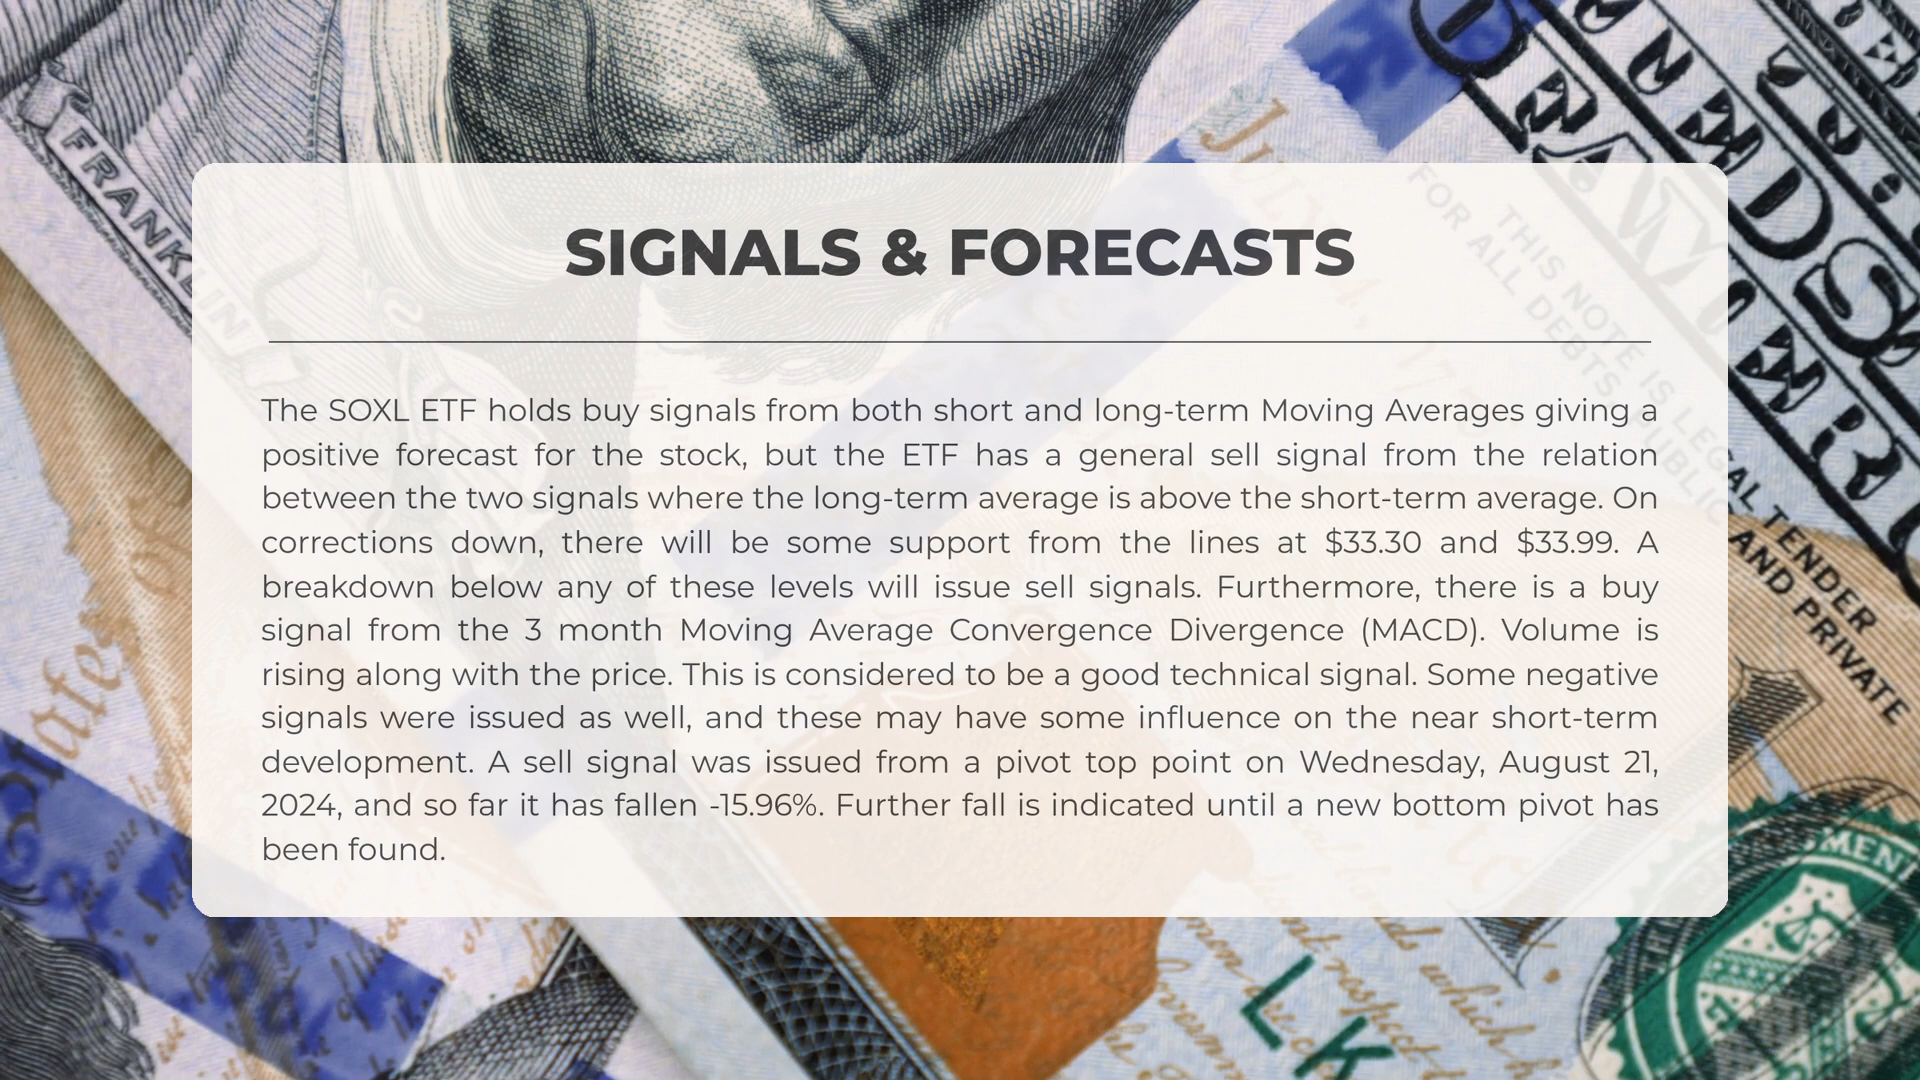 FRANKLIN
JULY 4, 17
THIS NOTE IS LEGAL TENDER
FOR ALL DEBTS, PUBLIC AND PRIVATE
SIGNALS & FORECASTS
The SOXL ETF holds buy signals from both short and long-term Moving Averages giving a
positive forecast for the stock, but the ETF has a general sell signal from the relation
between the two signals where the long-term average is above the short-term average. On
corrections down, there will be some support from the lines at $33.30 and $33.99. A
breakdown below any of these levels will issue sell signals. Furthermore, there is a buy
signal from the 3 month Moving Average Convergence Divergence (MACD). Volume is
rising along with the price. This is considered to be a good technical signal. Some negative
signals were issued as well, and these may have some influence on the near short-term
development. A sell signal was issued from a pivot top point on Wednesday, August 21,
2024, and so far it has fallen -15.96%. Further fall is indicated until a new bottom pivot has
been found.
LK